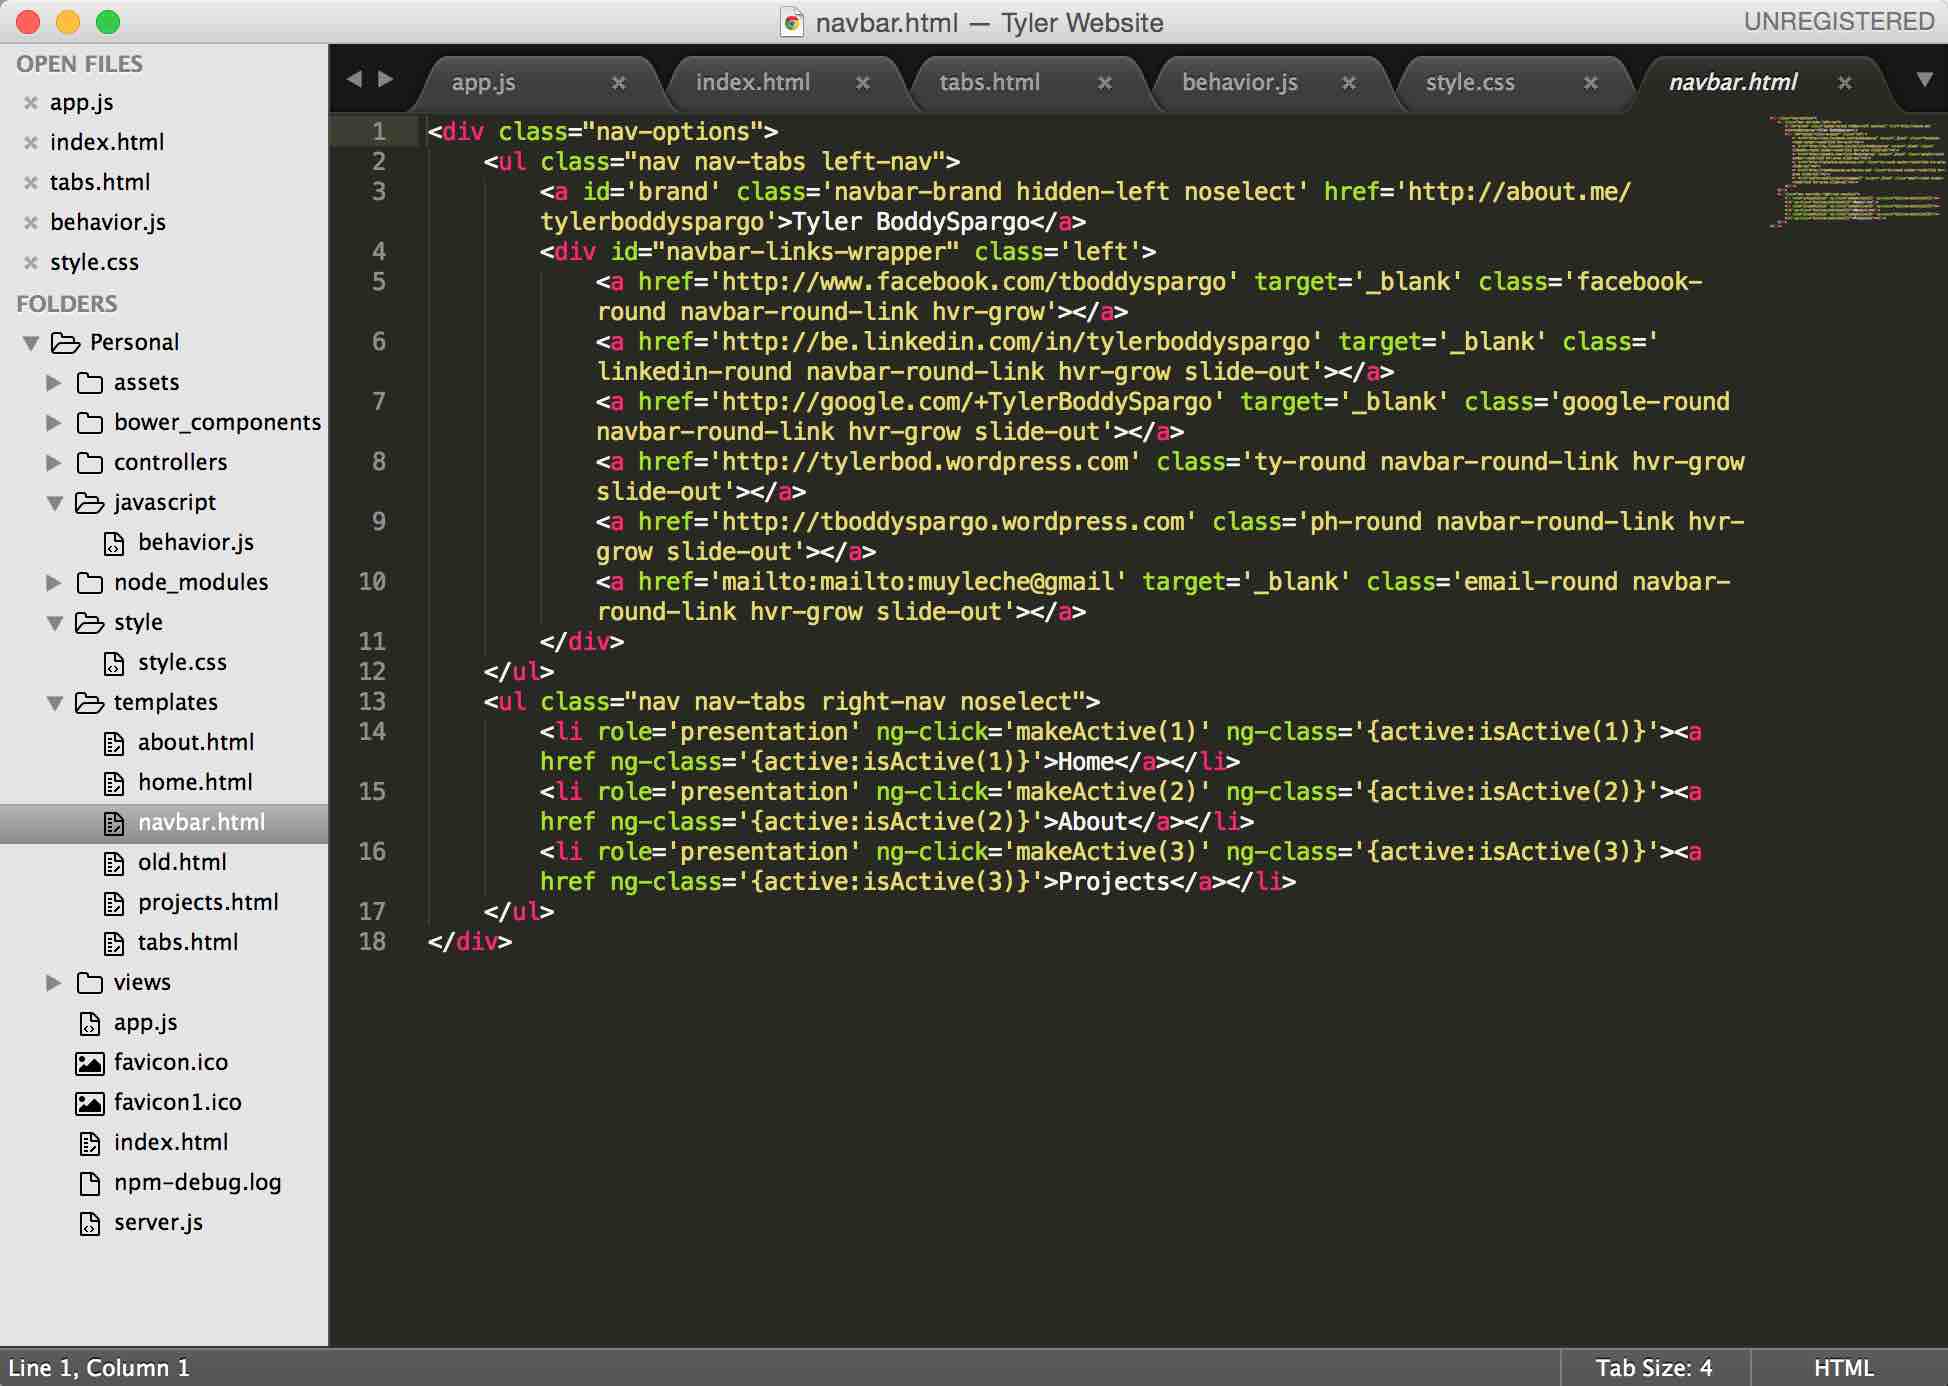 navbar.html — Tyler Website
UNREGISTERED
OPEN FILES
app.js
index.html
tabs.html
behavior.js
style.css
FOLDERS
Personal
assets
bower_components
controllers
javascript
behavior.js
node_modules
style
style.css
templates
about.html
home.html
navbar.html
old.html
projects.html
tabs.html
views
app.js
favicon.ico
favicon1.ico
index.html
npm-debug.log
server.js
app.js
index.html
tabs.html
behavior.js
style.css
navbar.html
1 <div class="nav-options">
2 <ul class="nav nav-tabs left-nav">
3 <a id='brand' class='navbar-brand hidden-left noselect' href='http://about.me/
tylerboddyspargo'>Tyler BoddySpargo</a>
4 <div id="navbar-links-wrapper" class='left'>
5 <a href='http://www.facebook.com/tboddyspargo' target='_blank' class='facebook-
round navbar-round-link hvr-grow'></a>
6 <a href='http://be.linkedin.com/in/tylerboddyspargo' target='_blank' class='
linkedin-round navbar-round-link hvr-grow slide-out'></a>
7 <a href='http://google.com/+TylerBoddySpargo' target='_blank' class='google-round
navbar-round-link hvr-grow slide-out'></a>
8 <a href='http://tylerbod.wordpress.com' class='ty-round navbar-round-link hvr-grow
slide-out'></a>
9 <a href='http://tboddyspargo.wordpress.com' class='ph-round navbar-round-link hvr-
grow slide-out'></a>
10 <a href='mailto:mailto:muyleche@gmail' target='_blank' class='email-round navbar-
round-link hvr-grow slide-out'></a>
11 </div>
12 </ul>
13 <ul class="nav nav-tabs right-nav noselect">
14 <li role='presentation' ng-click='makeActive(1)' ng-class='{active:isActive(1)}'><a
href ng-class='{active:isActive(1)}'>Home</a></li>
15 <li role='presentation' ng-click='makeActive(2)' ng-class='{active:isActive(2)}'><a
href ng-class='{active:isActive(2)}'>About</a></li>
16 <li role='presentation' ng-click='makeActive(3)' ng-class='{active:isActive(3)}'><a
href ng-class='{active:isActive(3)}'>Projects</a></li>
17 </ul>
18 </div>
Line 1, Column 1
Tab Size: 4
HTML